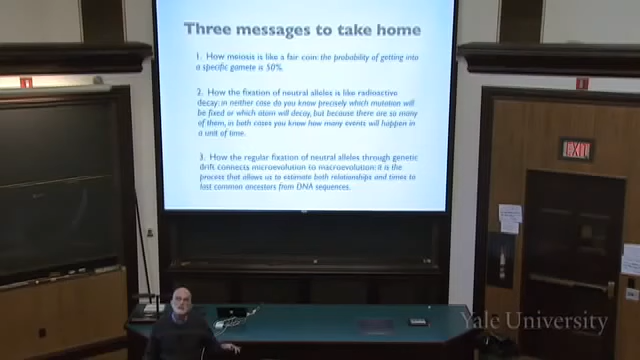 Three messages to take home
1. How meiosis is like a fair coin: the probability of getting into
a specific gamete is 50%.
2. How the fixation of neutral alleles is like radioactive
decay: in neither case do you know precisely which mutation will
be fixed or which atom will decay, but because there are so many
of them, in both cases you know how many events will happen in
a unit of time.
3. How the regular fixation of neutral alleles through genetic
drift connects microevolution to macroevolution: it is the
process that allows us to estimate both relationships and times to
last common ancestors from DNA sequences.
EXIT
Yale University